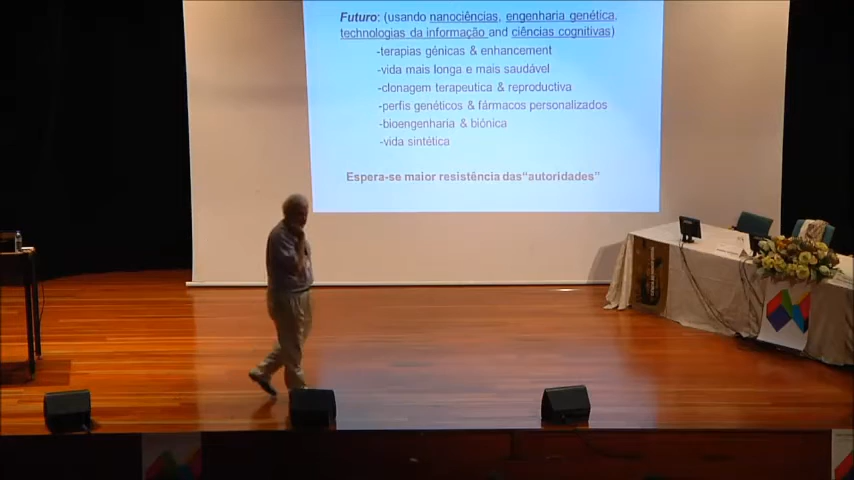 Futuro: (usando nanociências, engenharia genética,
technologias da informação and ciências cognitivas)
-terapias génicas & enhancement
-vida mais longa e mais saudável
-clonagem terapeutica & reproductiva
-perfis genéticos & fármacos personalizados
-bioengenharia & biónica
-vida sintética
Espera-se maior resistência das“autoridades”